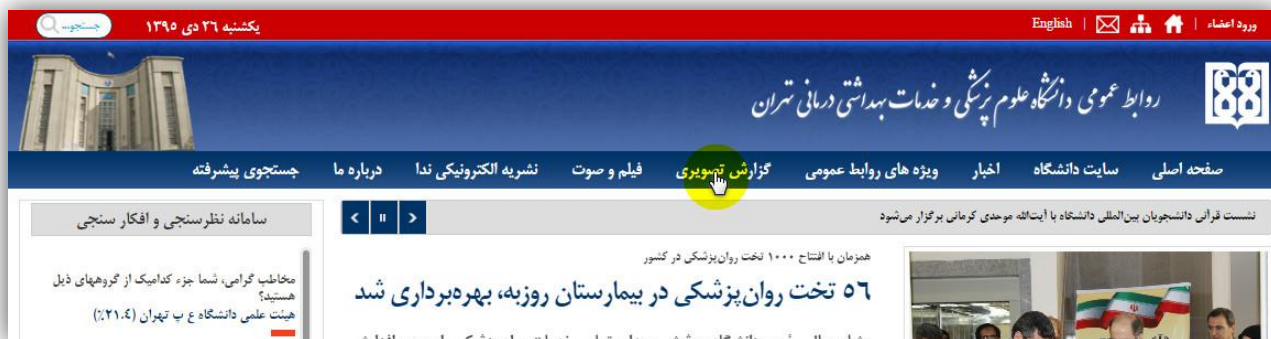 ورود اعضاء | English |
یکشنبه ۲۶ دی ۱۳۹۵
جستجو...
روابط عمومی دانشگاه علوم پزشکی و خدمات بهداشتی درمانی تهران
صفحه اصلی سایت دانشگاه اخبار ویژه های روابط عمومی گزارش تصویری فیلم و صوت نشریه الکترونیکی ندا درباره ما جستجوی پیشرفته
نشست قرآنی دانشجویان بین‌المللی دانشگاه با آیت‌الله موحدی کرمانی برگزار می‌شود
همزمان با افتتاح ۱۰۰۰ تخت روان‌پزشکی در کشور
۵۶ تخت روان‌پزشکی در بیمارستان روزبه، بهره‌برداری شد
سامانه نظرسنجی و افکار سنجی
مخاطب گرامی، شما جزء کدامیک از گروههای ذیل
هستید؟
هیئت علمی دانشگاه ع پ تهران (۲۱.۴٪)